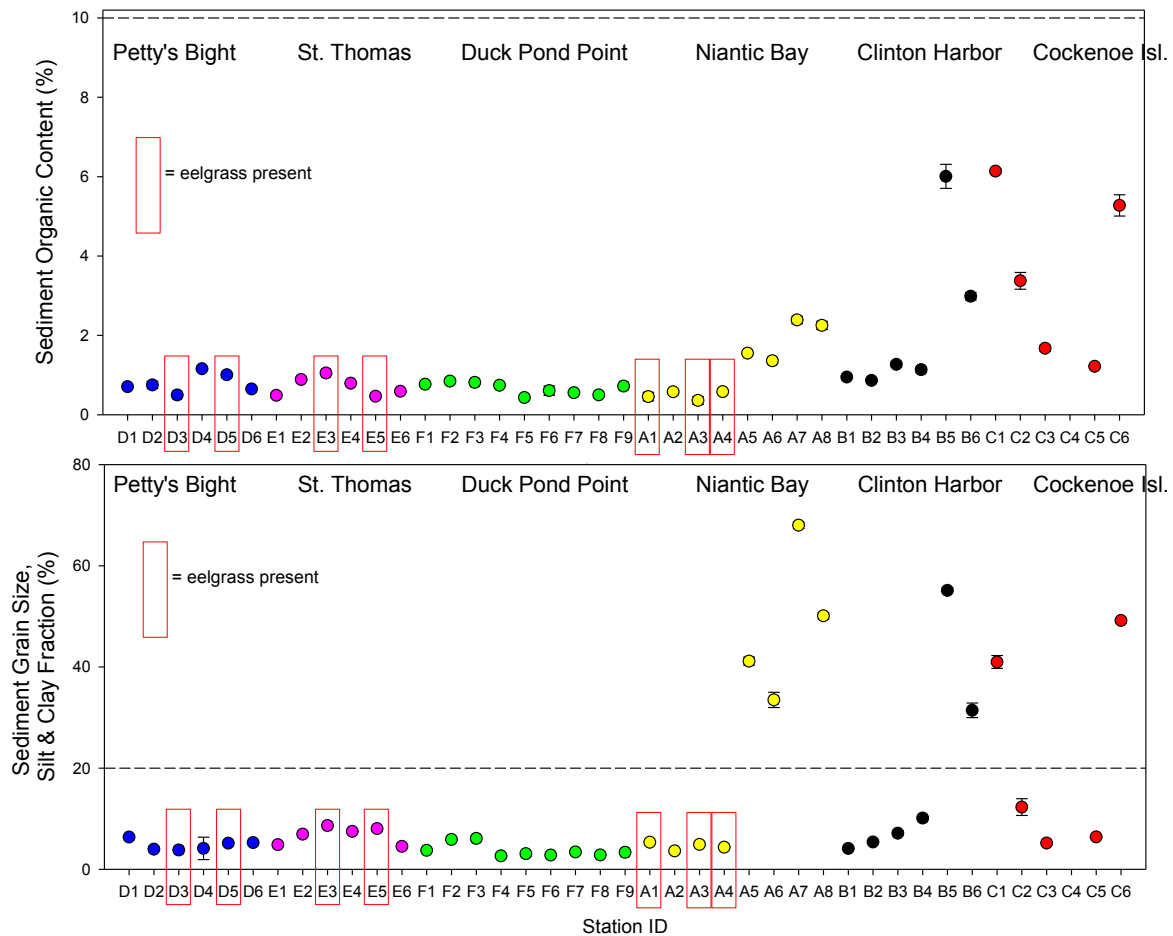 Sediment Organic Content (%)
10
8
6
4
2
0
Petty's Bight St. Thomas Duck Pond Point Niantic Bay Clinton Harbor Cockenoe Isl.
= eelgrass present
D1 D2 D3 D4 D5 D6 E1 E2 E3 E4 E5 E6 F1 F2 F3 F4 F5 F6 F7 F8 F9 A1 A2 A3 A4 A5 A6 A7 A8 B1 B2 B3 B4 B5 B6 C1 C2 C3 C4 C5 C6
Sediment Grain Size,
Silt & Clay Fraction (%)
80
60
40
20
0
Petty's Bight St. Thomas Duck Pond Point Niantic Bay Clinton Harbor Cockenoe Isl.
= eelgrass present
D1 D2 D3 D4 D5 D6 E1 E2 E3 E4 E5 E6 F1 F2 F3 F4 F5 F6 F7 F8 F9 A1 A2 A3 A4 A5 A6 A7 A8 B1 B2 B3 B4 B5 B6 C1 C2 C3 C4 C5 C6
Station ID